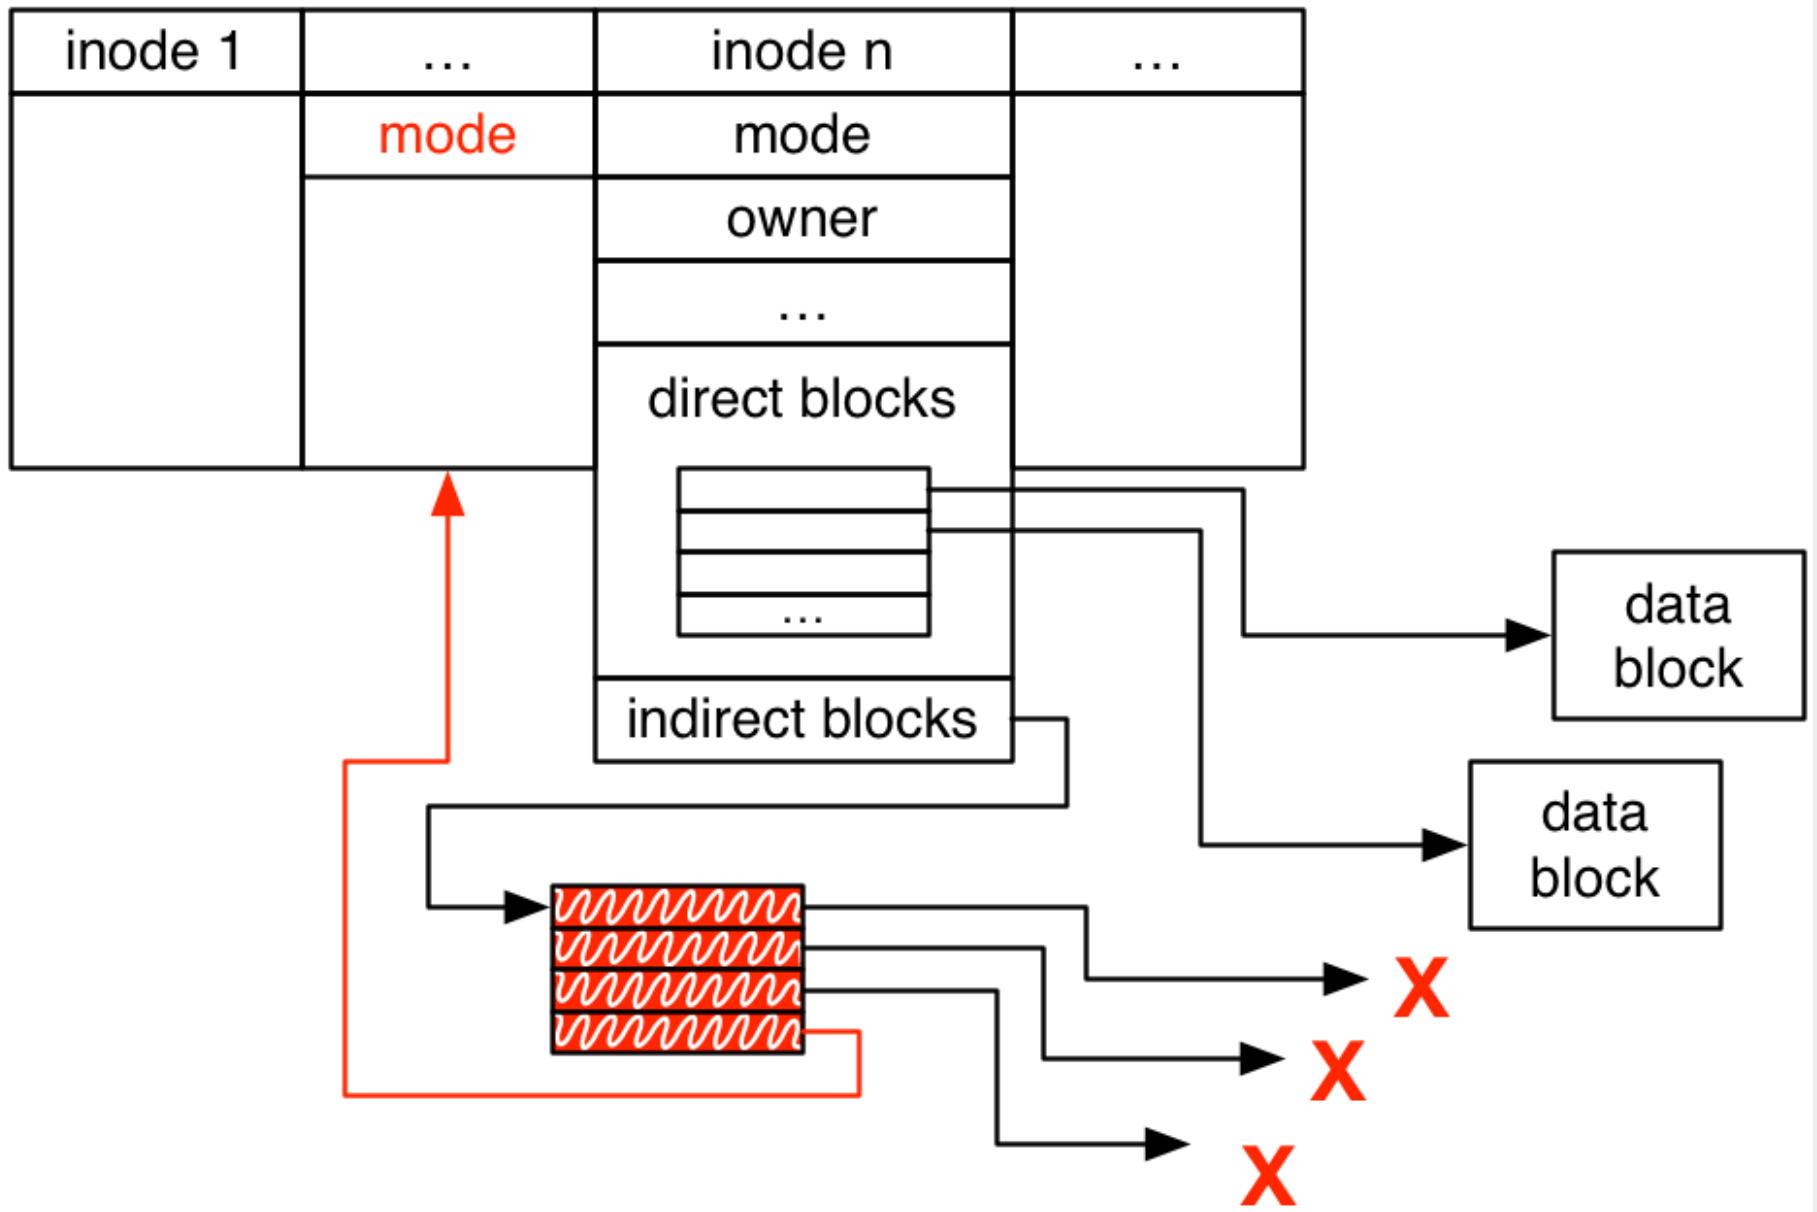 inode 1
...
inode n
...
mode
mode
owner
...
direct blocks
...
indirect blocks
data
block
data
block
X
X
X